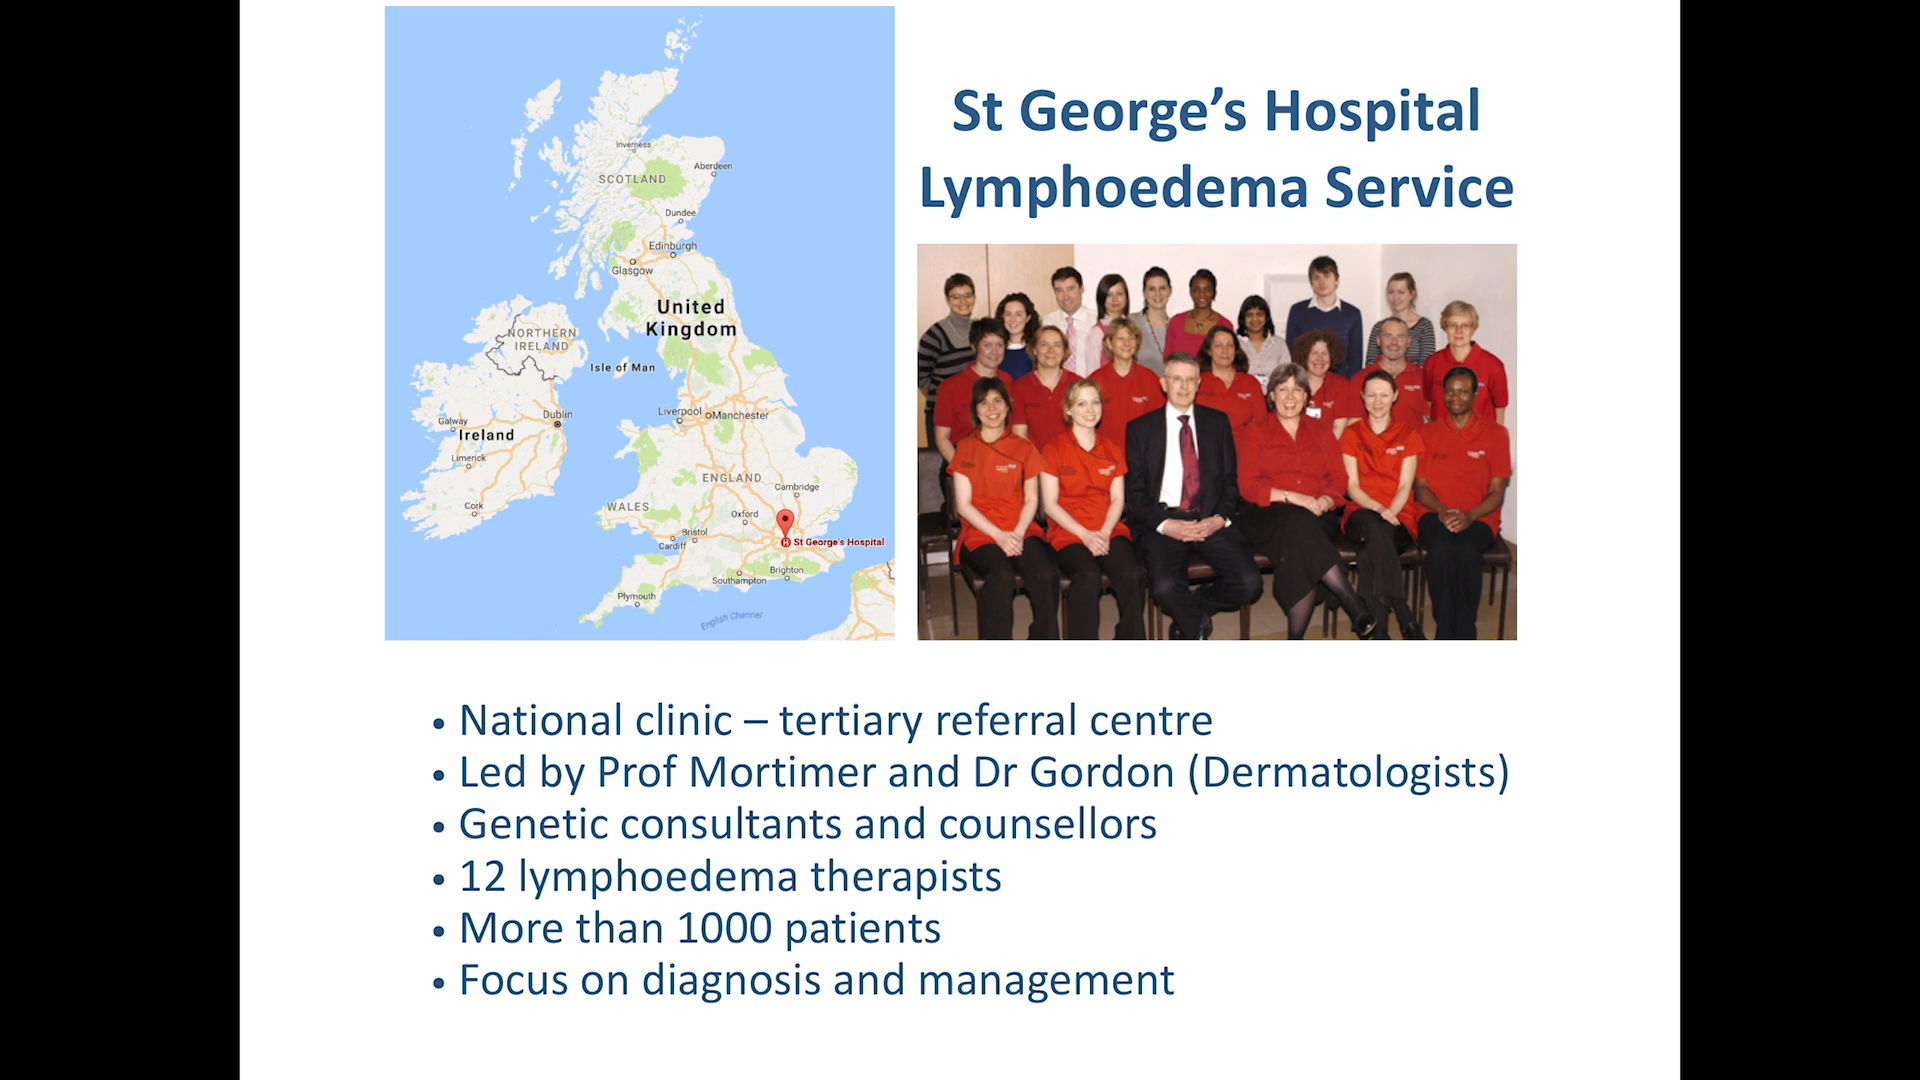 St George's Hospital
Lymphoedema Service
Inverness
Aberdeen
SCOTLAND
Dundee
Edinburgh
Glasgow
United
Kingdom
NORTHERN
IRELAND
Isle of Man
Dublin
Liverpool
Manchester
Galway
Ireland
Limerick
ENGLAND
Cambridge
Cork
WALES
Oxford
Bristol
St George's Hospital
Cardiff
Brighton
Southampton
Plymouth
English Channel
• National clinic – tertiary referral centre
• Led by Prof Mortimer and Dr Gordon (Dermatologists)
• Genetic consultants and counsellors
• 12 lymphoedema therapists
• More than 1000 patients
• Focus on diagnosis and management